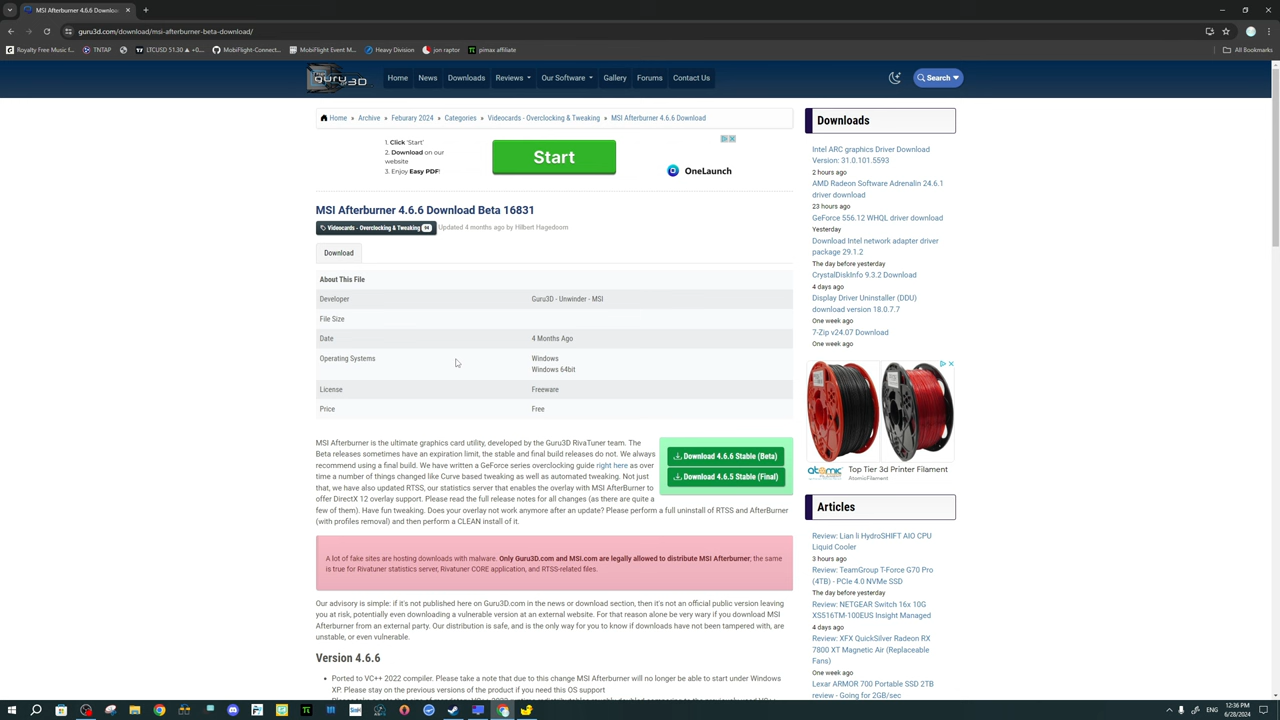 MSI Afterburner 4.6.6 Downlo
guru3d.com/download/msi-afterburner-beta-download/
Royalty Free Music f...
TNTAP
LTCUSD 51.30 ▲ +0...
MobiFlight-Connect...
MobiFlight Event M...
Heavy Division
jon raptor
pimax affiliate
All Bookmarks
guru3D
Home
News
Downloads
Reviews
Our Software
Gallery
Forums
Contact Us
Search
Home » Archive » Feburary 2024 » Categories » Videocards - Overclocking & Tweaking » MSI Afterburner 4.6.6 Download
1. Click 'Start'
2. Download on our
website
3. Enjoy Easy PDF!
Start
OneLaunch
MSI Afterburner 4.6.6 Download Beta 16831
Videocards - Overclocking & Tweaking
Updated 4 months ago by Hilbert Hagedoorn
Download
About This File
Developer Guru3D - Unwinder - MSI
File Size
Date 4 Months Ago
Operating Systems Windows
Windows 64bit
License Freeware
Price Free
MSI Afterburner is the ultimate graphics card utility, developed by the Guru3D RivaTuner team. The
Beta releases sometimes have an expiration limit, the stable and final build releases do not. We always
recommend using a final build. We have written a GeForce series overclocking guide right here as over
time a number of things changed like Curve based tweaking as well as automated tweaking. Not just
that, we have also updated RTSS, our statistics server that enables the overlay with MSI AfterBurner to
offer DirectX 12 overlay support. Please read the full release notes for all changes (as there are quite a
few of them). Have fun tweaking. Does your overlay not work anymore after an update? Please perform a full uninstall of RTSS and AfterBurner
(with profiles removal) and then perform a CLEAN install of it.
Download 4.6.6 Stable (Beta)
Download 4.6.5 Stable (Final)
A lot of fake sites are hosting downloads with malware. Only Guru3D.com and MSI.com are legally allowed to distribute MSI Afterburner; the same
is true for Rivatuner statistics server, Rivatuner CORE application, and RTSS-related files.
Our advisory is simple: if it's not published here on Guru3D.com in the news or download section, then it's not an official public version leaving
you at risk, potentially even downloading a vulnerable version at an external website. For that reason alone be very wary if you download MSI
Afterburner from an external party. Our distribution is safe, and is the only way for you to know if downloads have not been tampered with, are
unstable, or even vulnerable.
Version 4.6.6
• Ported to VC++ 2022 compiler. Please take a note that due to this change MSI Afterburner will no longer be able to start under Windows
XP. Please stay on the previous versions of the product if you need this OS support
Downloads
Intel ARC graphics Driver Download
Version: 31.0.101.5593
2 hours ago
AMD Radeon Software Adrenalin 24.6.1
driver download
23 hours ago
GeForce 556.12 WHQL driver download
Yesterday
Download Intel network adapter driver
package 29.1.2
The day before yesterday
CrystalDiskInfo 9.3.2 Download
4 days ago
Display Driver Uninstaller (DDU)
download version 18.0.7.7
One week ago
7-Zip v24.07 Download
One week ago
atomic
FILAMENT
Top Tier 3d Printer Filament
AtomicFilament
Articles
Review: Lian li HydroSHIFT AIO CPU
Liquid Cooler
3 hours ago
Review: TeamGroup T-Force G70 Pro
(4TB) - PCIe 4.0 NVMe SSD
The day before yesterday
Review: NETGEAR Switch 16x 10G
XS516TM-100EUS Insight Managed
4 days ago
Review: XFX QuickSilver Radeon RX
7800 XT Magnetic Air (Replaceable
Fans)
One week ago
Lexar ARMOR 700 Portable SSD 2TB
review - Going for 2GB/sec
ENG
12:36 PM
6/28/2024